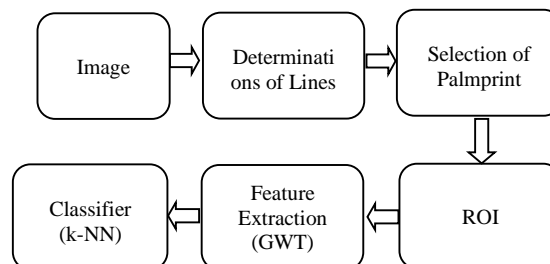 Image
Determinati
ons of Lines
Selection of
Palmprint
ROI
Feature
Extraction
(GWT)
Classifier
(k-NN)